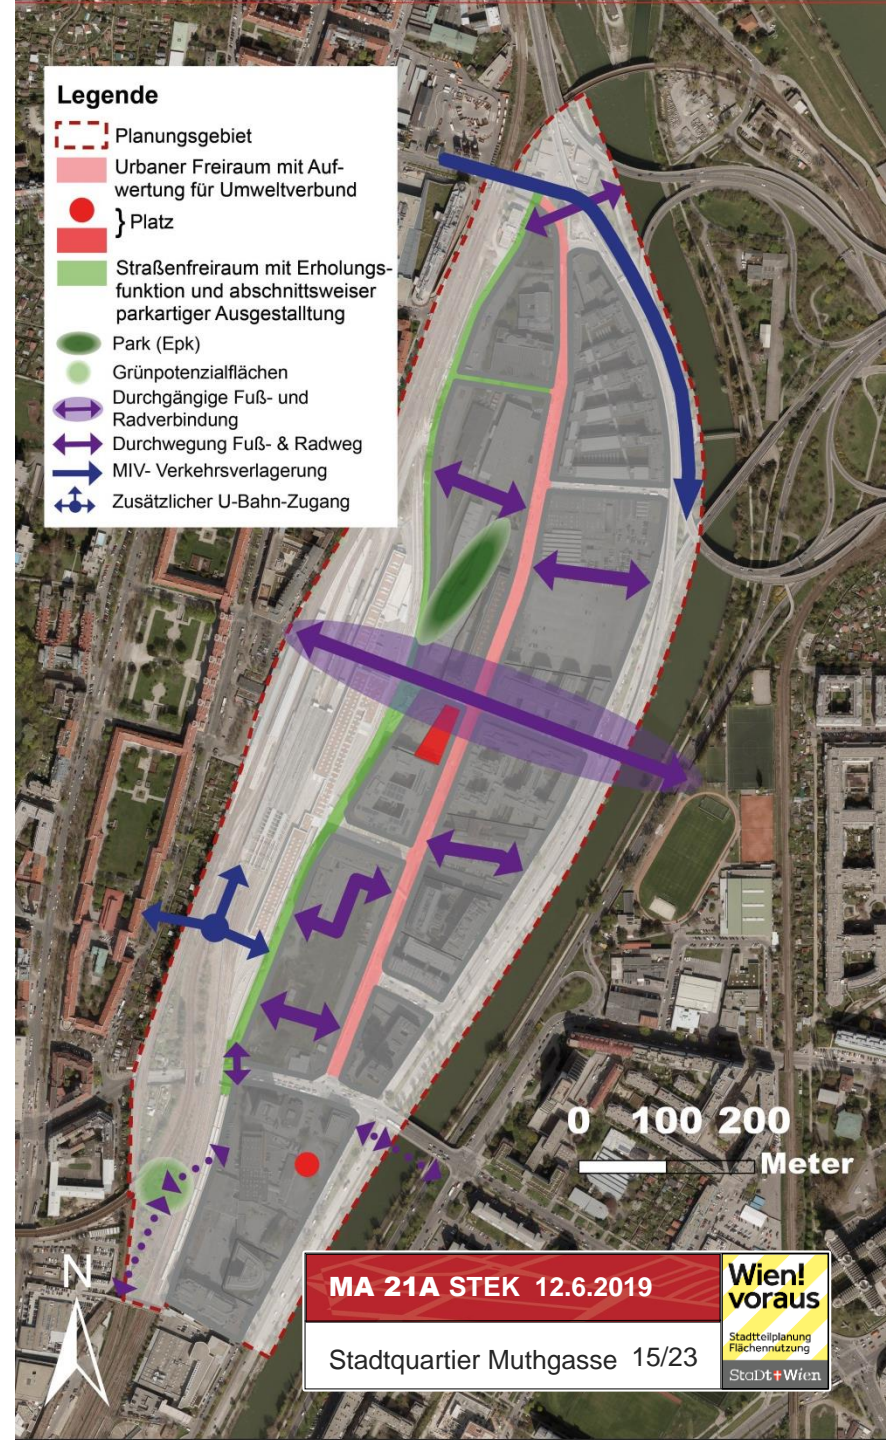 Legende
Planungsgebiet
Urbaner Freiraum mit Auf-
wertung für Umweltverbund
} Platz
Straßenfreiraum mit Erholungs-
funktion und abschnittsweiser
parkartiger Ausgestalltung
Park (Epk)
Grünpotenzialflächen
Durchgängige Fuß- und
Radverbindung
Durchwegung Fuß- & Radweg
MIV- Verkehrsverlagerung
Zusätzlicher U-Bahn-Zugang
0 100 200
Meter
N
MA 21A STEK 12.6.2019
Stadtquartier Muthgasse 15/23
Wien!
voraus
Stadtteilplanung
Flächennutzung
StaDt Wien